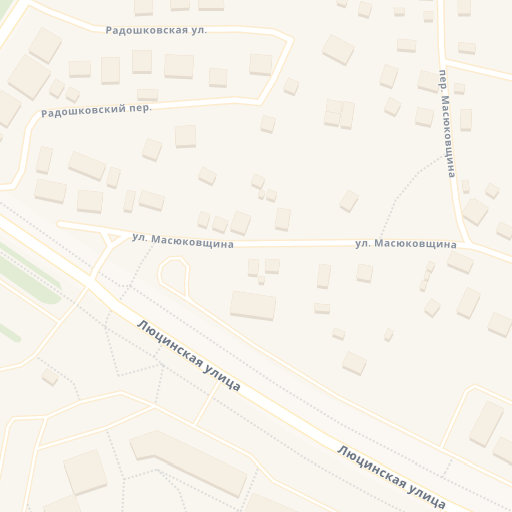 Радошковская ул.
Радошковский пер.
пер. Масюковщина
ул. Масюковщина
ул. Масюковщина
Люцинская улица
Люцинская улица